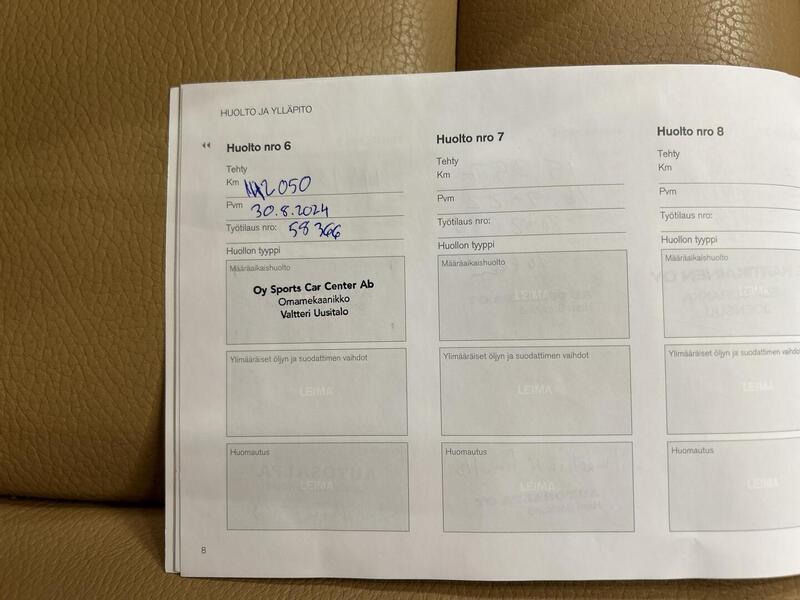 HUOLTO JA YLLÄPITO
Huolto nro 6
Tehty
Km
Pvm 30.8.2024
Työtilaus nro: 58366
Huollon tyyppi
Määräaikaishuolto
Oy Sports Car Center Ab
Omamekaanikko
Valtteri Uusitalo
Ylimääräiset öljyn ja suodattimen vaihdot
LEIMA
Huomautus
LEIMA
8
Huolto nro 7
Tehty
Km
Pvm
Työtilaus nro:
Huollon tyyppi
Määräaikaishuolto
LEIMA
Ylimääräiset öljyn ja suodattimen vaihdot
LEIMA
Huomautus
LEIMA
Huolto nro 8
Tehty
Km
Pvm
Työtilaus nro:
Huollon tyyppi
Määräaikaishuolto
Ylimääräiset öljyn ja suodattimen
LEIMA
Huomautus
LEIMA